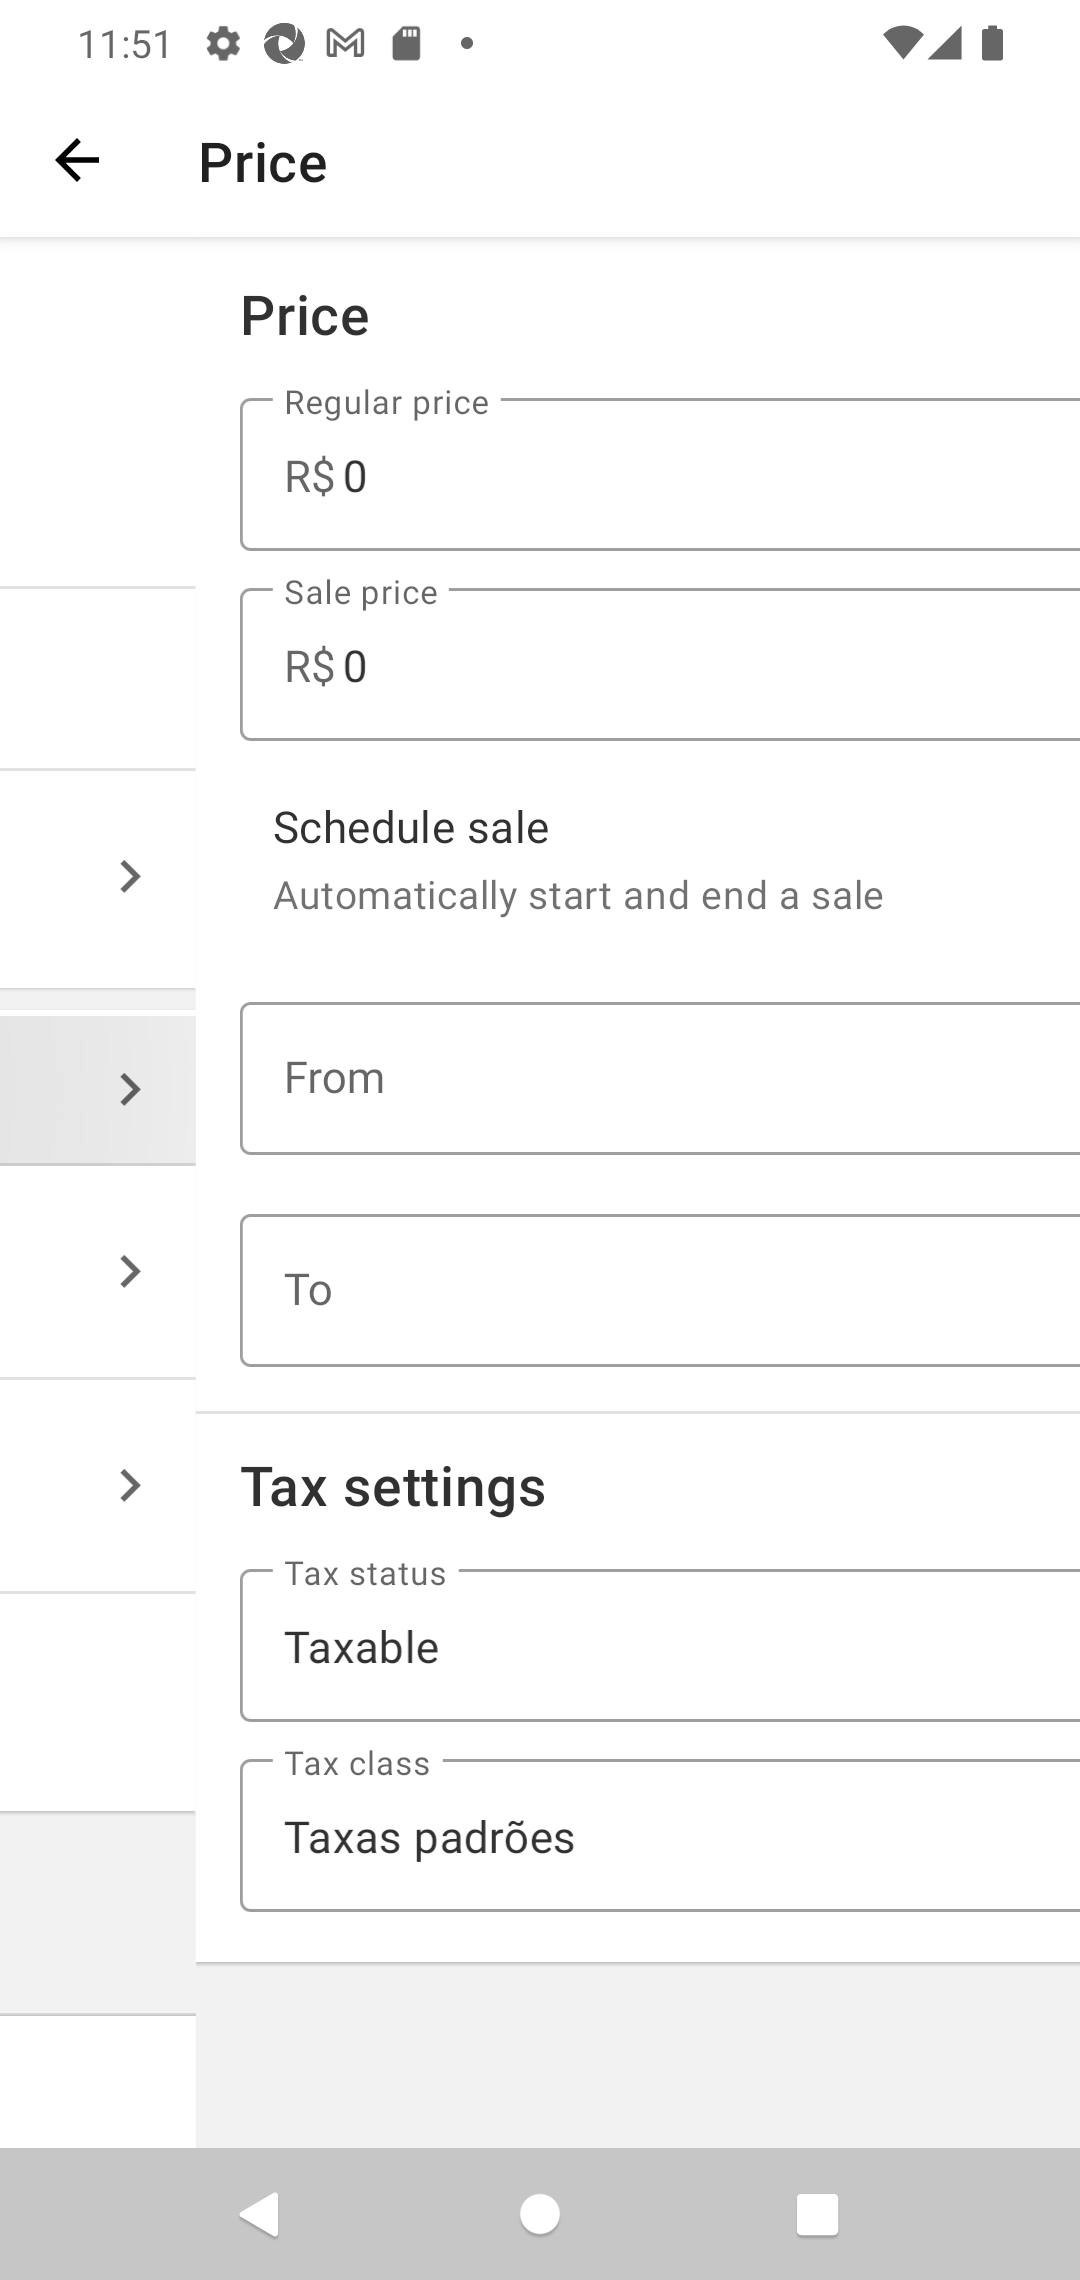 11:51
Price
Price
Regular price
R$ 0
Sale price
R$ 0
Schedule sale
Automatically start and end a sale
From
To
Tax settings
Tax status
Taxable
Tax class
Taxas padrões